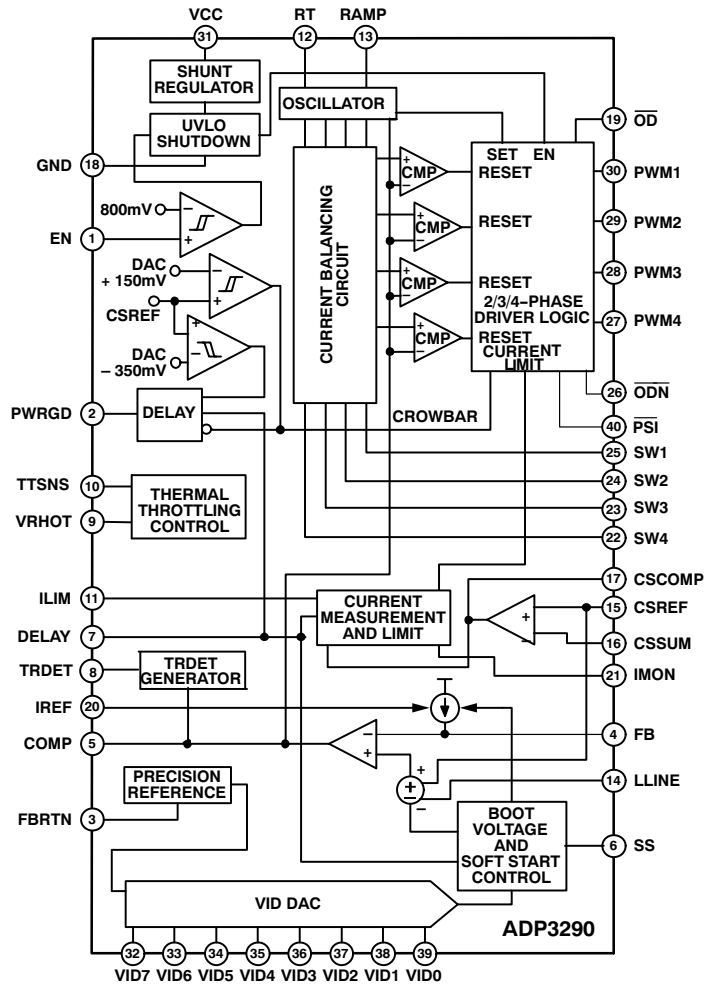 VCC RT RAMP
31 12 13
SHUNT
REGULATOR
OSCILLATOR
UVLO
SHUTDOWN
GND 18
800mV
−
+
EN 1
DAC
+ 150mV
−
+
CSREF
+
−
DAC
− 350mV
PWRGD 2
DELAY
CURRENT BALANCING
CIRCUIT
+
−
CMP
+
−
CMP
+
−
CMP
+
−
CMP
SET EN
RESET
RESET
RESET
2/3/4–PHASE
DRIVER LOGIC
RESET
CURRENT
LIMIT
CROWBAR
19 OD
30 PWM1
29 PWM2
28 PWM3
27 PWM4
26 ODN
40 PSI
25 SW1
24 SW2
23 SW3
22 SW4
TTSNS 10
VRHOT 9
THERMAL
THROTTLING
CONTROL
ILIM 11
DELAY 7
CURRENT
MEASUREMENT
AND LIMIT
+
−
17 CSCOMP
15 CSREF
16 CSSUM
21 IMON
TRDET 8
TRDET
GENERATOR
IREF 20
COMP 5
−
+
4 FB
+
+
−
−
14 LLINE
PRECISION
REFERENCE
FBRTN 3
BOOT
VOLTAGE
AND
SOFT START
CONTROL
6 SS
VID DAC
ADP3290
32 33 34 35 36 37 38 39
VID7 VID6 VID5 VID4 VID3 VID2 VID1 VID0